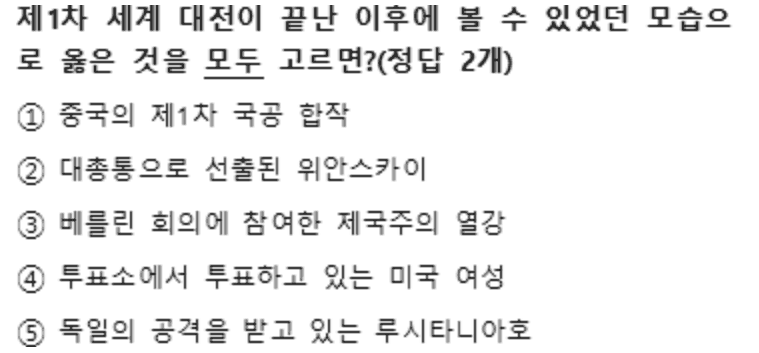 제1차 세계 대전이 끝난 이후에 볼 수 있었던 모습으
로 옳은 것을 모두 고르면?(정답 2개)
① 중국의 제1차 국공 합작
② 대총통으로 선출된 위안스카이
③ 베를린 회의에 참여한 제국주의 열강
④ 투표소에서 투표하고 있는 미국 여성
⑤ 독일의 공격을 받고 있는 루시타니아호